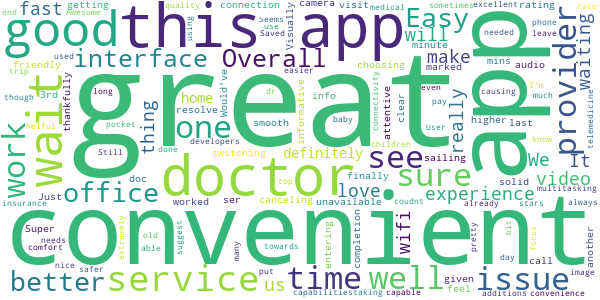 end
fast
Awesome
getting
quality
using
connection
Seems
use
Saved
Visually
camera
visit
medical
sometimes
choosing
minute
marked
excellent
rating
phone
needed
leave
rate
telemedicine
good
this app
Easy
interface
Overall
will
make
mins
audio
provider
Waiting
friendly
trip
used
easier
though
3rd
thankfully
long
wait
thing
home
resolve
would've
dr
info
informative
attentive
connectivity
clear
even
pay
causing
app
I'm
much
great
one
pocket
smooth
baby
user
higher
last
really
work
helpful
Still
done
developers
children
switching
definitely
see
sailing
We
It
know
doc
office
doctor
sure
solid
video
multitasking
insurance
Just
worked
ser
canceling
top
love
finally
unavailable
countnt
experience
stars
always
already
Super
needs
comfort
extremely
old
able
suggest
many
towards
entering
completion
wifi
pretty
bit
day
focus
convenient
nice
safer
put
us
given
feel
call
image
another
better
service
time
well
issue
capabilitiestaking
capable
additions
convenience